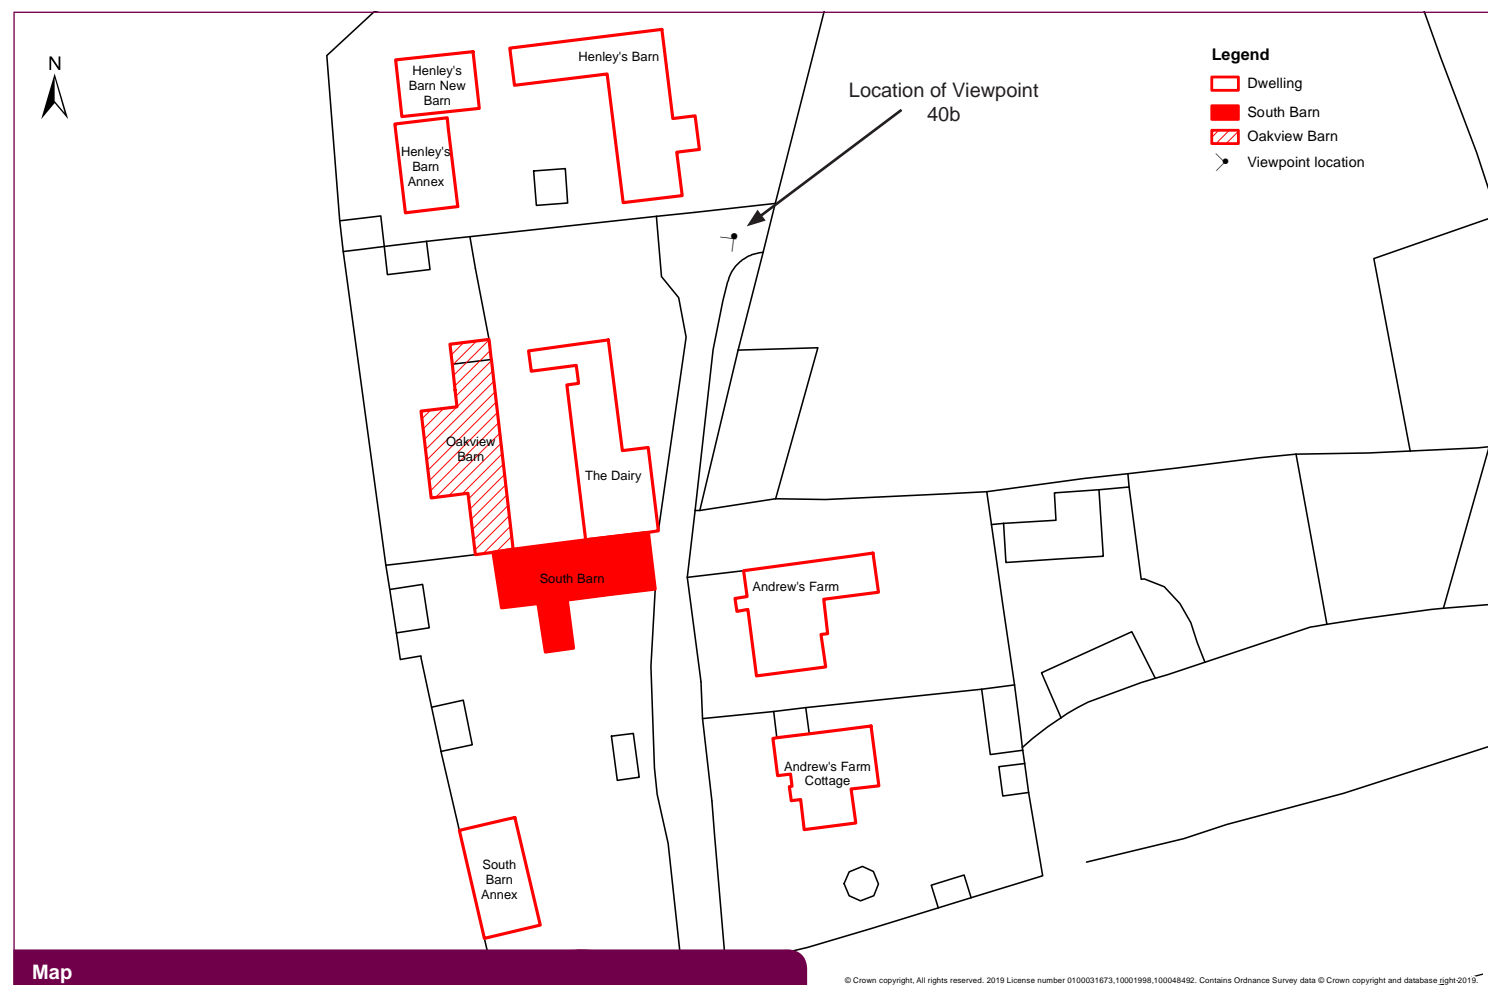 N
Henley's
Barn New
Barn
Henley's Barn
Henley's
Barn
Annex
Location of Viewpoint
40b
Legend
Dwelling
South Barn
Oakview Barn
Viewpoint location
Oakview
Barn
The Dairy
South Barn
Andrew's Farm
Andrew's Farm
Cottage
South
Barn
Annex
Map
© Crown copyright, All rights reserved. 2019 License number 0100031673,10001998,100048492. Contains Ordnance Survey data © Crown copyright and database right-2019.